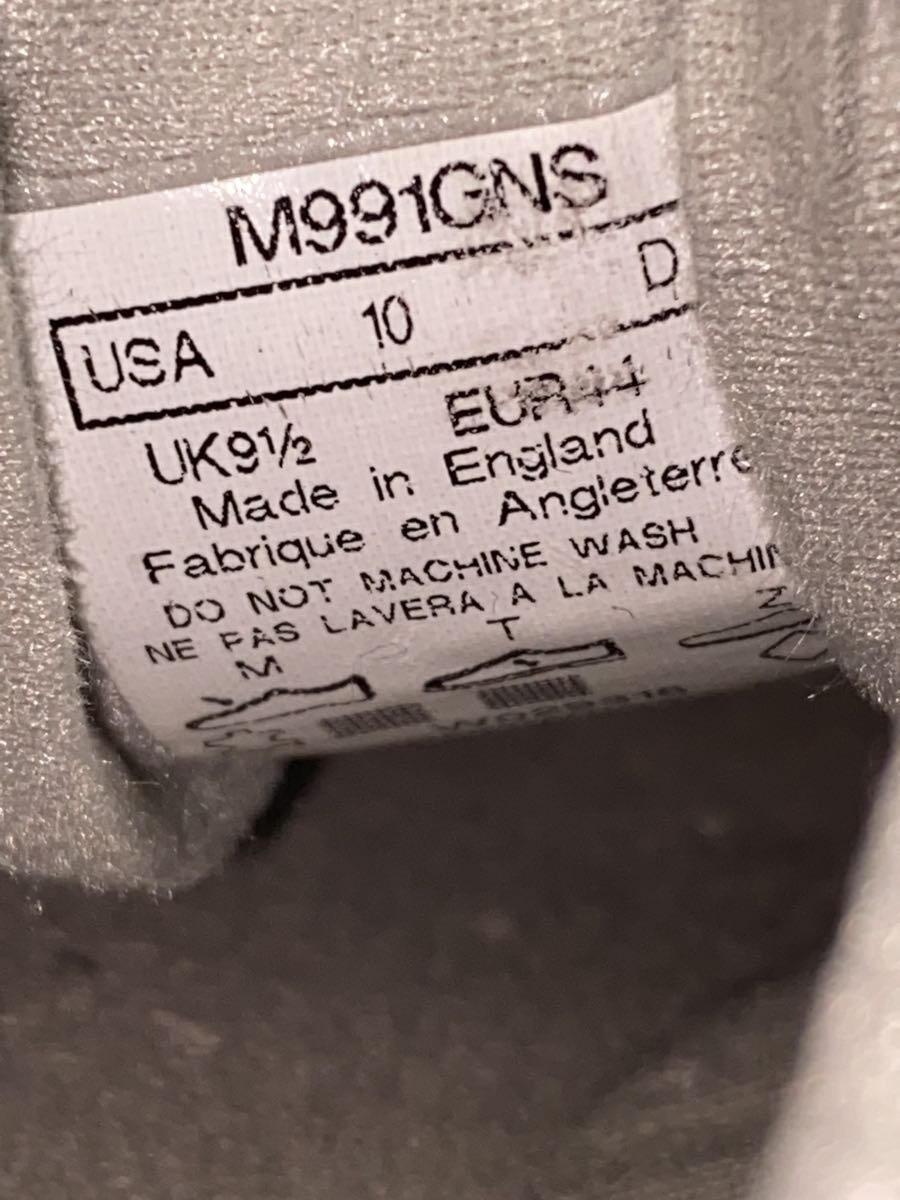 M991GNS
USA 10 D
UK9½ EUR44
Made in England
Fabrique en Angleterre
DO NOT MACHINE WASH
NE PAS LAVERA A LA MACHIN
M T